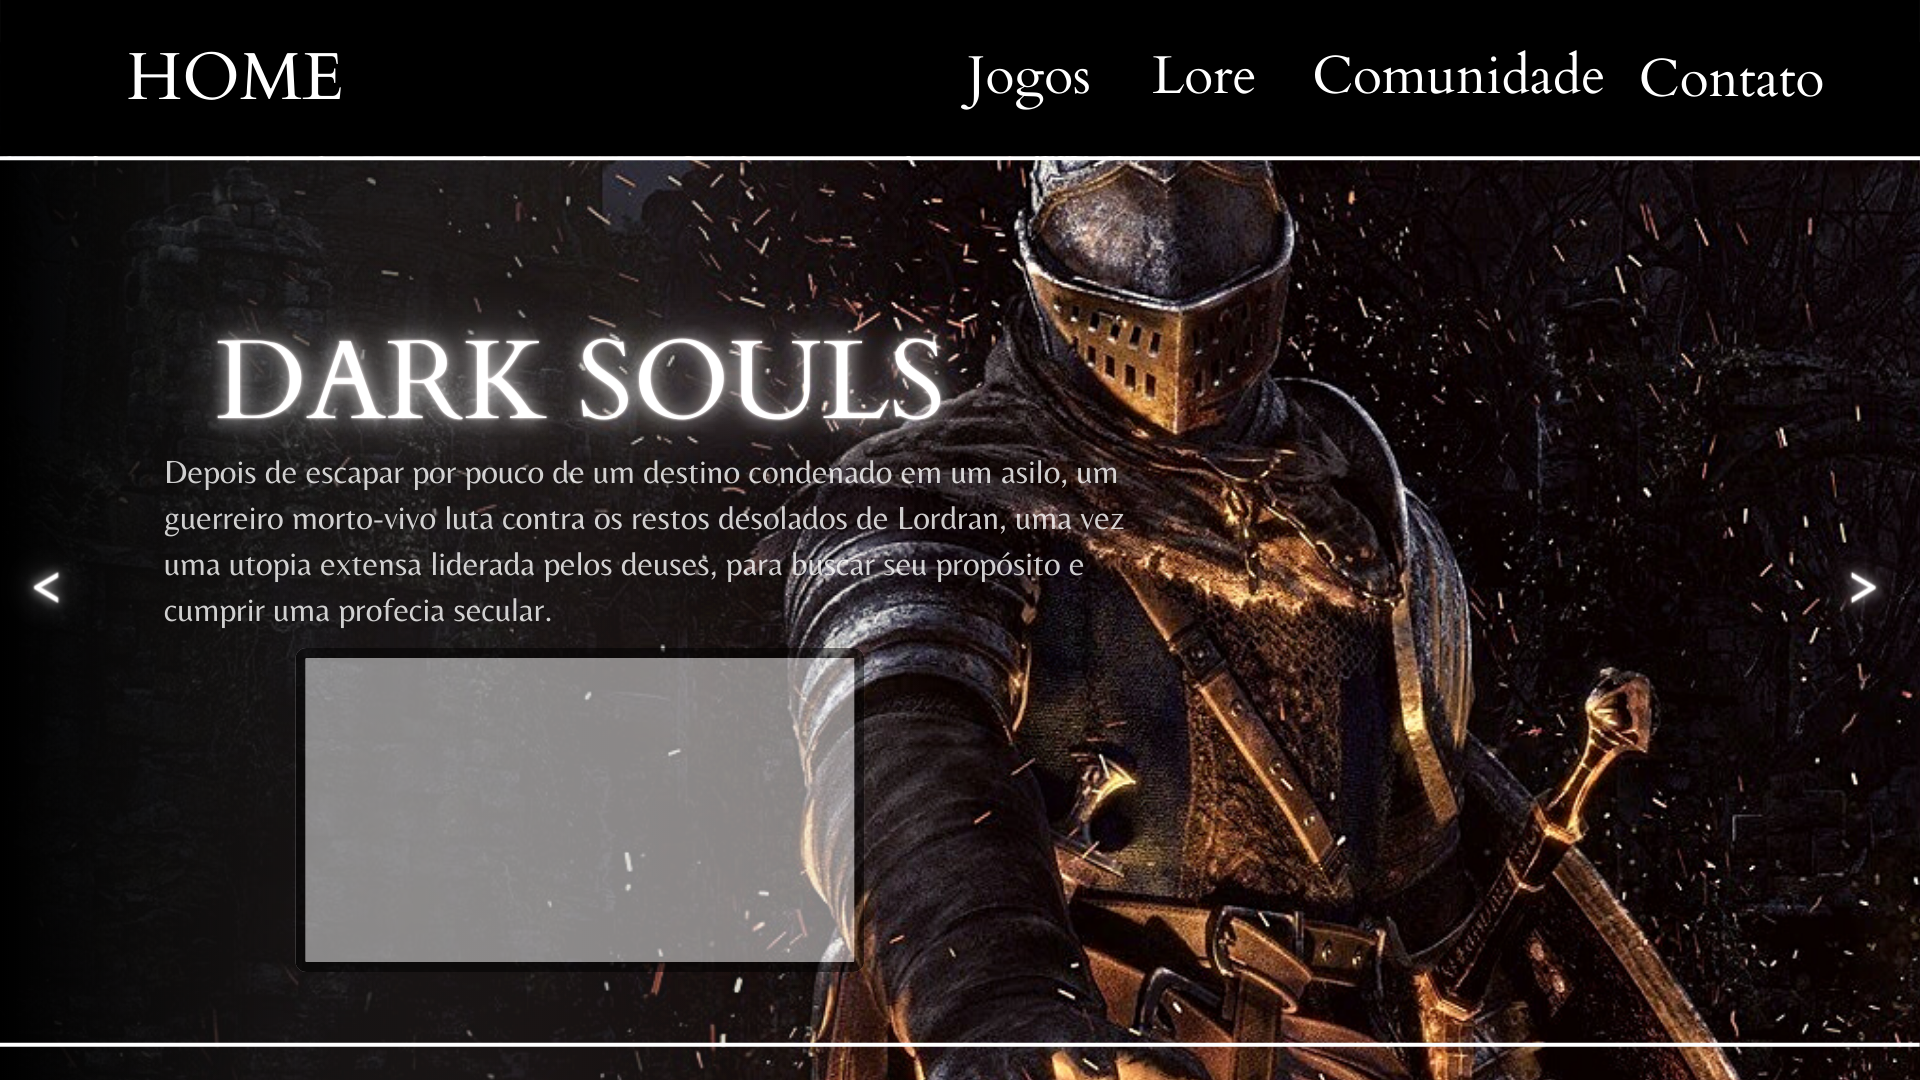 HOME
Jogos Lore Comunidade Contato
DARK SOULS
Depois de escapar por pouco de um destino condenado em um asilo, um
guerreiro morto-vivo luta contra os restos desolados de Lordran, uma vez
uma utopia extensa liderada pelos deuses, para buscar seu propósito e
cumprir uma profecia secular.
<
>